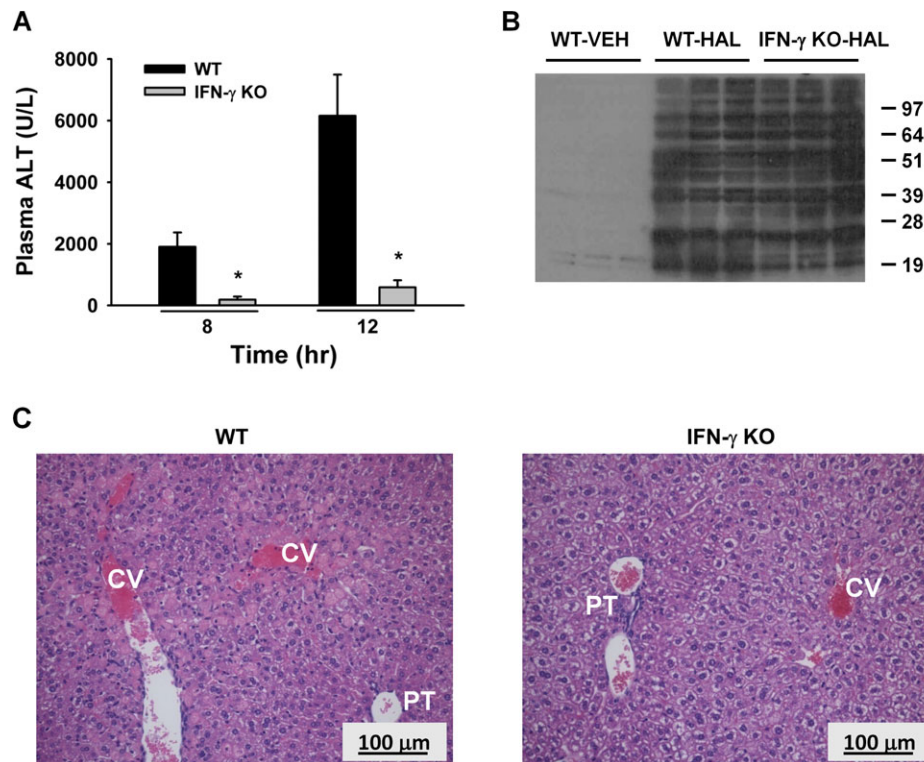 A
Plasma ALT (U/L)
8000
6000
4000
2000
0
WT
IFN-γ KO
*
*
8
12
Time (hr)
B
WT-VEH WT-HAL IFN-γ KO-HAL
97
64
51
39
28
19
C
WT
CV
CV
PT
100 μm
IFN-γ KO
PT
CV
100 μm